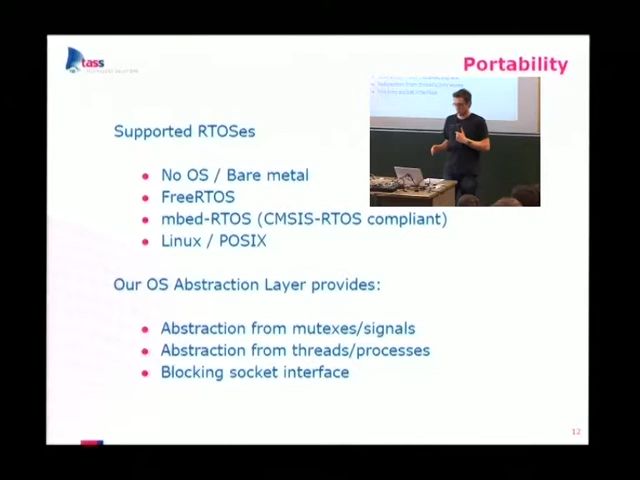 tass
Portability
Supported RTOSes
No OS / Bare metal
FreeRTOS
mbed-RTOS (CMSIS-RTOS compliant)
Linux / POSIX
Our OS Abstraction Layer provides:
Abstraction from mutexes/signals
Abstraction from threads/processes
Blocking socket interface
12